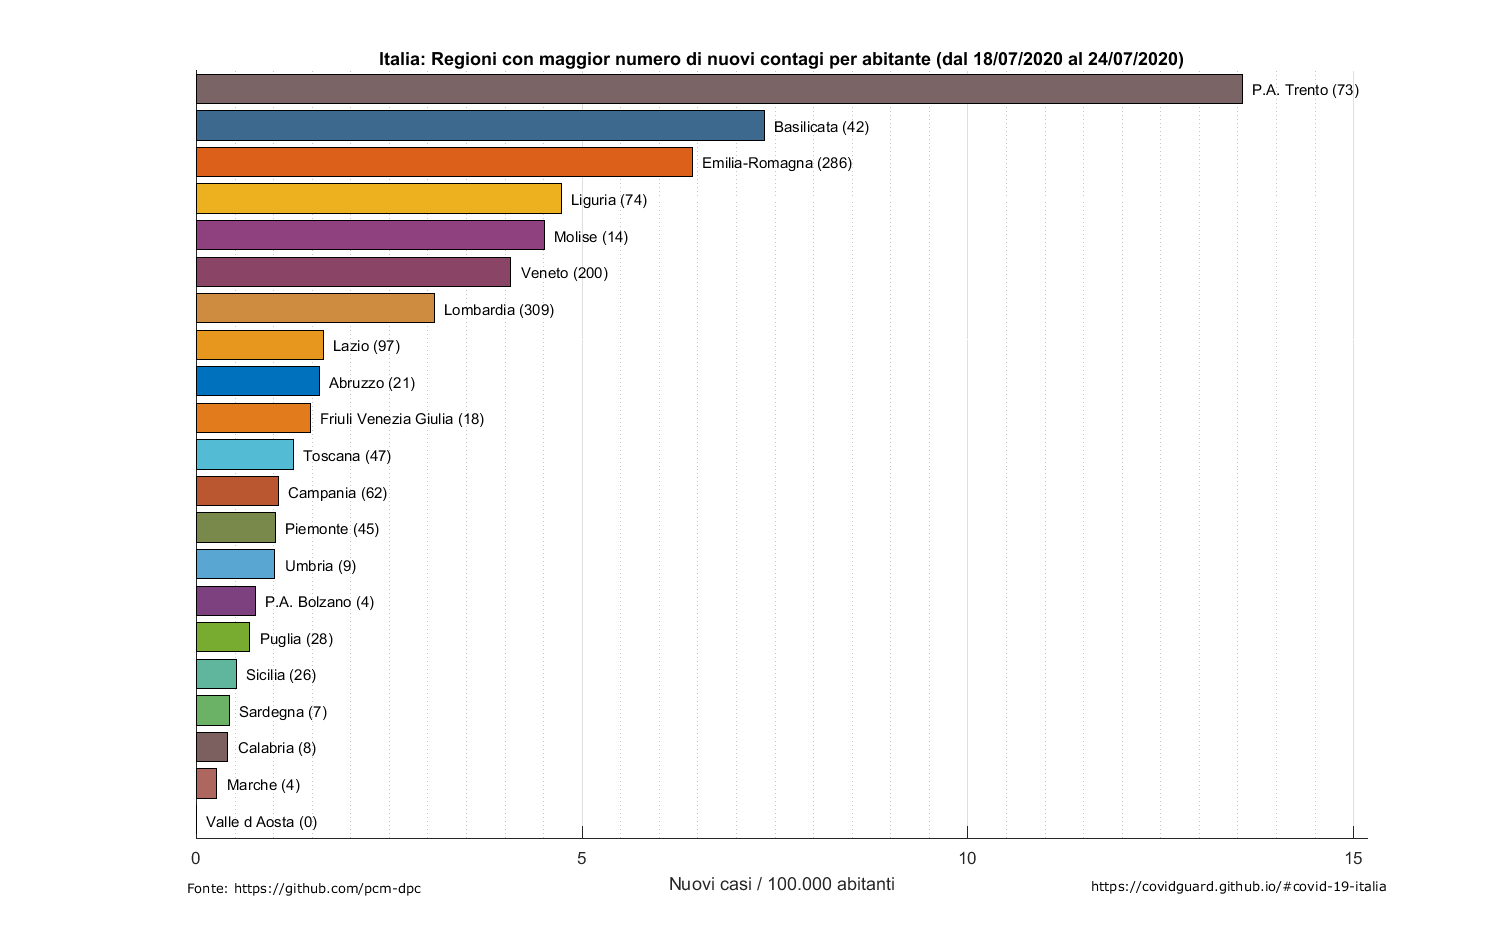 Italia: Regioni con maggior numero di nuovi contagi per abitante (dal 18/07/2020 al 24/07/2020)
P.A. Trento (73)
Basilicata (42)
Emilia-Romagna (286)
Liguria (74)
Molise (14)
Veneto (200)
Lombardia (309)
Lazio (97)
Abruzzo (21)
Friuli Venezia Giulia (18)
Toscana (47)
Campania (62)
Piemonte (45)
Umbria (9)
P.A. Bolzano (4)
Puglia (28)
Sicilia (26)
Sardegna (7)
Calabria (8)
Marche (4)
Valle d Aosta (0)
0 5 10 15
Nuovi casi / 100.000 abitanti
Fonte: https://github.com/pcm-dpc
https://covidguard.github.io/#covid-19-italia